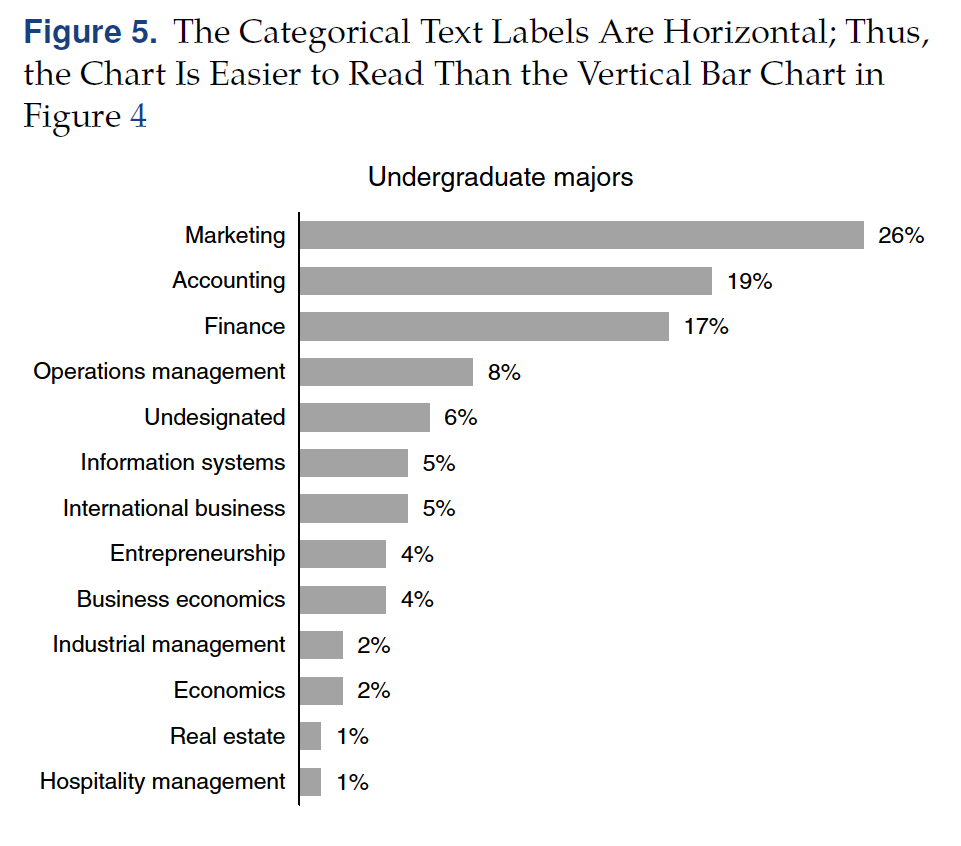 Figure 5. The Categorical Text Labels Are Horizontal; Thus,
the Chart Is Easier to Read Than the Vertical Bar Chart in
Figure 4
Undergraduate majors
Marketing 26%
Accounting 19%
Finance 17%
Operations management 8%
Undesignated 6%
Information systems 5%
International business 5%
Entrepreneurship 4%
Business economics 4%
Industrial management 2%
Economics 2%
Real estate 1%
Hospitality management 1%